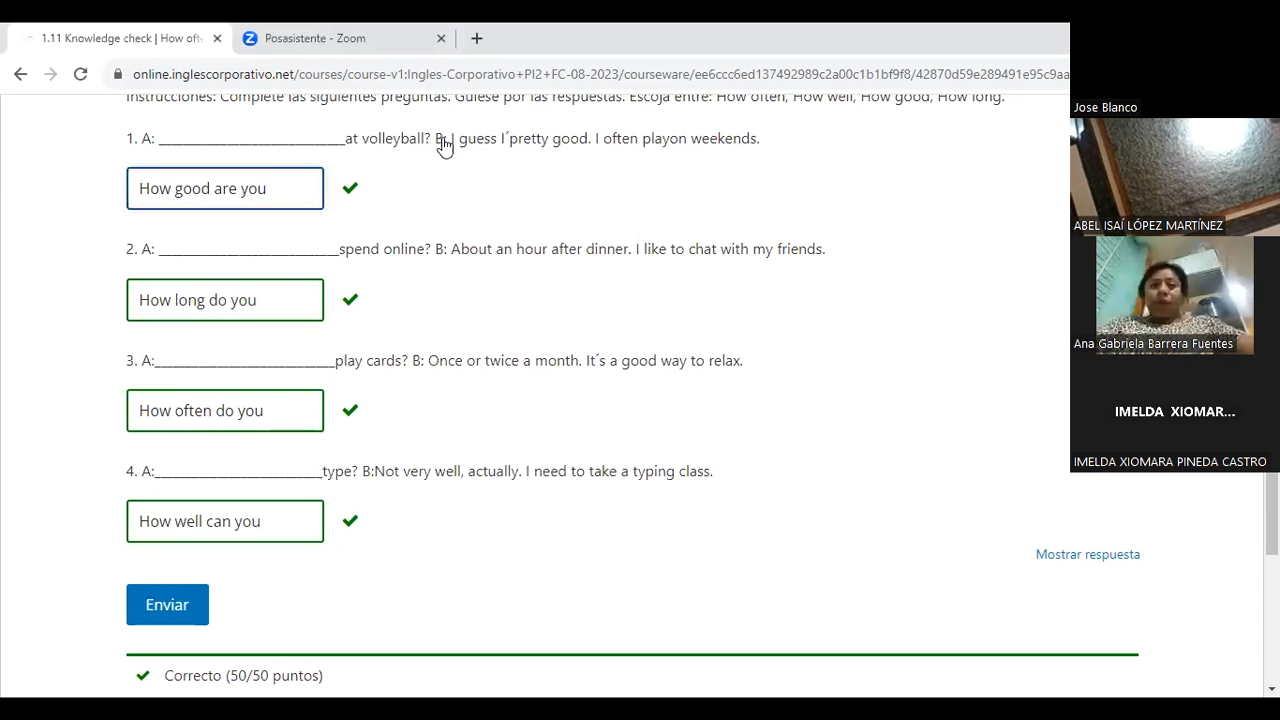 1.11 Knowledge check | How oft
Posasistente - Zoom
online.inglescorporativo.net/courses/course-v1:Ingles-Corporativo+PI2+FC-08-2023/courseware/ee6ccc6ed137492989c2a00c1b1bf9f8/42870d59e289491e95c9aa
Instrucciones: Complete las siguientes preguntas. Guíese por las respuestas. Escoja entre: How often, How well, How good, How long.
1. A: __________________________at volleyball? B: I guess I´pretty good. I often playon weekends.
How good are you
2. A: _________________________spend online? B: About an hour after dinner. I like to chat with my friends.
How long do you
3. A:_________________________play cards? B: Once or twice a month. It´s a good way to relax.
How often do you
4. A:_______________________type? B:Not very well, actually. I need to take a typing class.
How well can you
Mostrar respuesta
Enviar
Correcto (50/50 puntos)
Jose Blanco
ABEL ISAÍ LÓPEZ MARTÍNEZ
Ana Gabriela Barrera Fuentes
IMELDA XIOMAR...
IMELDA XIOMARA PINEDA CASTRO